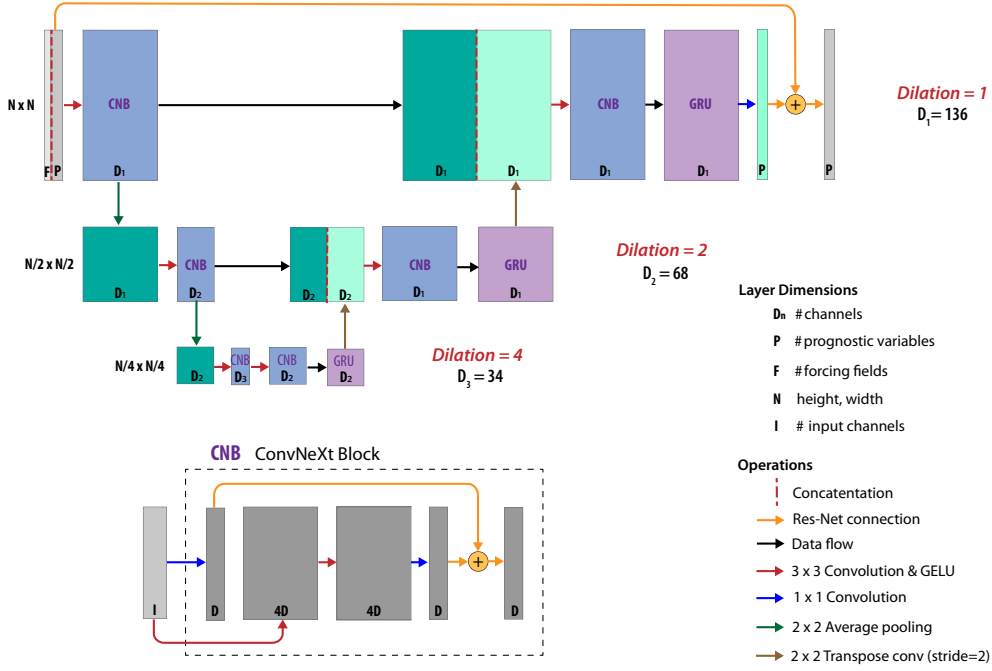 N x N
F
P
CNB
D₁
D₁
D₁
CNB
D₁
GRU
D₁
P
+
P
Dilation = 1
D₁= 136
N/2 x N/2
D₁
CNB
D₂
D₂
D₂
CNB
D₁
GRU
D₁
Dilation = 2
D₂ = 68
N/4 x N/4
D₂
CNB
D₃
CNB
D₂
GRU
D₂
Dilation = 4
D₃ = 34
Layer Dimensions
Dₙ # channels
P # prognostic variables
F # forcing fields
N height, width
I # input channels
CNB ConvNeXt Block
I
D
4D
4D
D
+
D
Operations
Concatentation
Res-Net connection
Data flow
3 x 3 Convolution & GELU
1 x 1 Convolution
2 x 2 Average pooling
2 x 2 Transpose conv (stride=2)